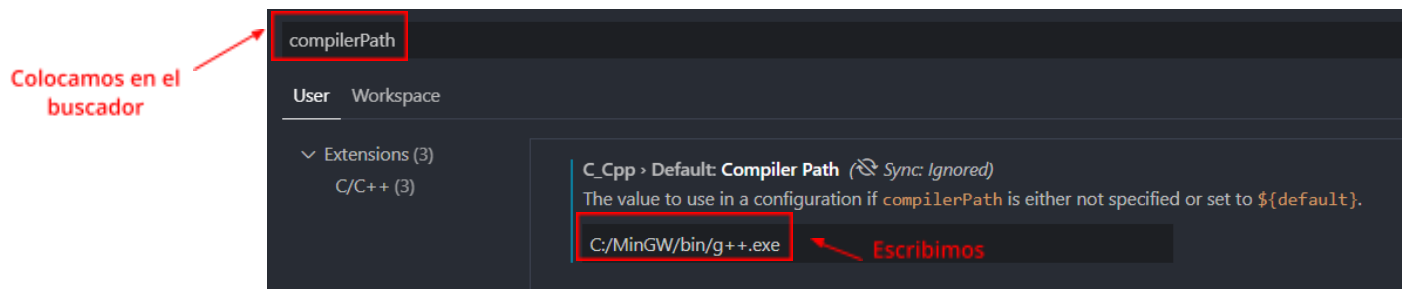 compilerPath
Colocamos en el
buscador
User Workspace
Extensions (3)
C/C++ (3)
C_Cpp › Default: Compiler Path (Sync: Ignored)
The value to use in a configuration if compilerPath is either not specified or set to ${default}.
C:/MinGW/bin/g++.exe
Escribimos